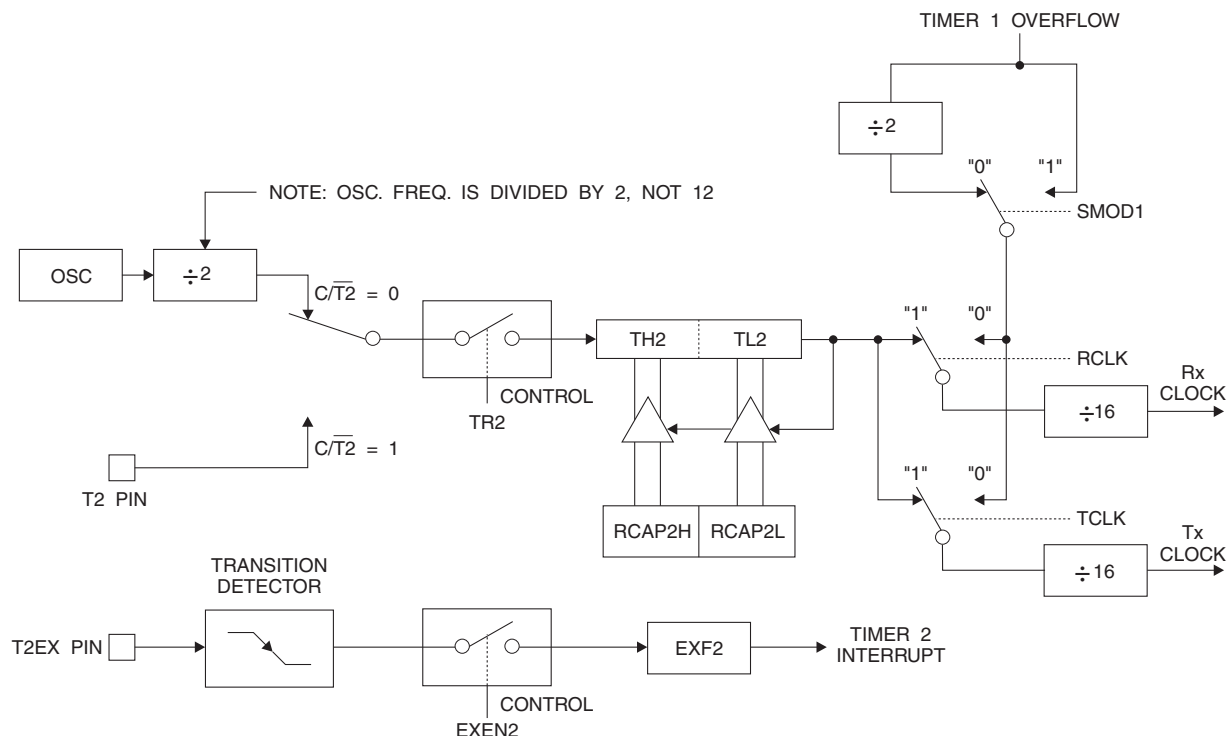 TIMER 1 OVERFLOW
÷2
"0" "1"
NOTE: OSC. FREQ. IS DIVIDED BY 2, NOT 12
SMOD1
OSC
÷2
C/T2 = 0
TH2
TL2
"1" "0"
RCLK
CONTROL
TR2
Rx
CLOCK
÷16
C/T2 = 1
T2 PIN
"1" "0"
RCAP2H
RCAP2L
TCLK
Tx
CLOCK
÷16
TRANSITION
DETECTOR
T2EX PIN
EXF2
TIMER 2
INTERRUPT
CONTROL
EXEN2